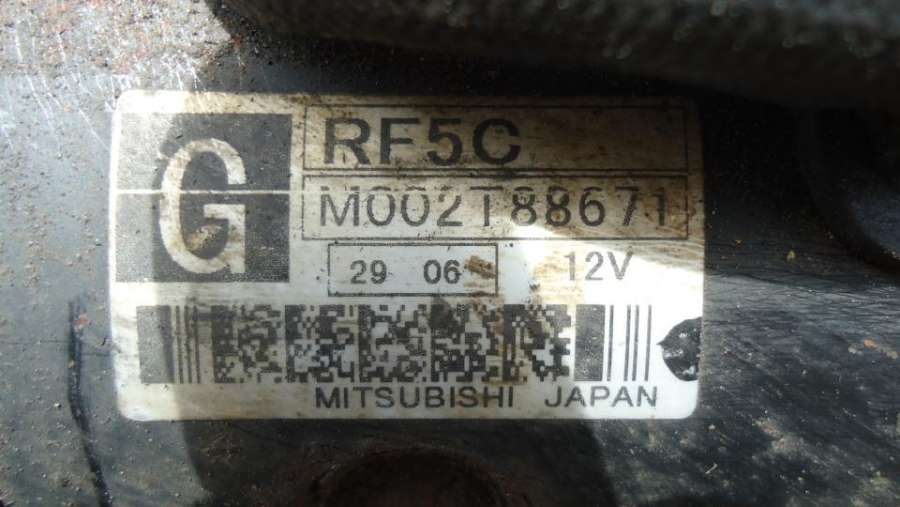 G
RF5C
M002T88671
29 06
12V
MITSUBISHI JAPAN